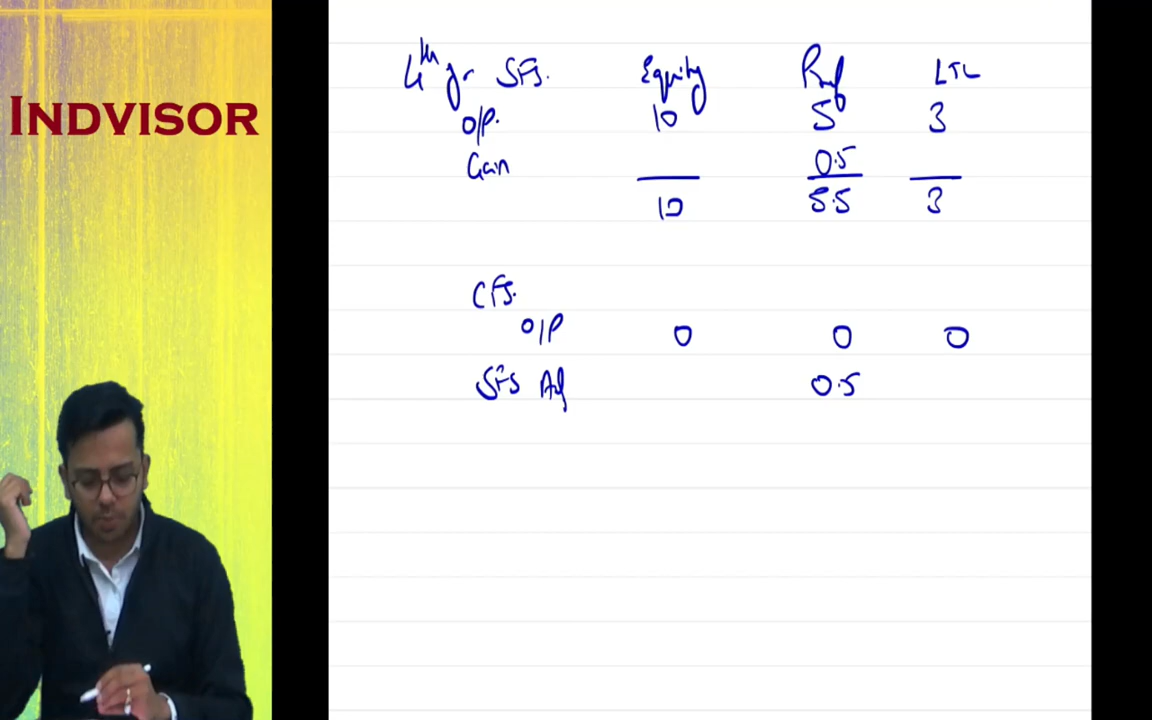 INDVISOR
4th yr SFS. Equity Pref LTL
O/P. 10 5 3
Gain 0.5
10 5.5 3
CFS.
O/P 0 0 0
SFS Adj 0.5